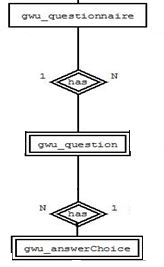 gwu_questionnaire
1 has N
gwu_question
N has 1
gwu_answerChoice